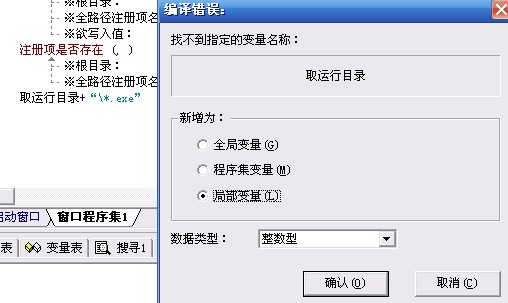 ※根目录：
※全路径注册项名
※欲写入值：
注册项是否存在 ( )
※根目录：
※全路径注册项名
取运行目录+“\*.exe”
启动窗口
窗口程序集1
表
变量表
搜寻1
编译错误:
找不到指定的变量名称：
取运行目录
新增为：
全局变量(G)
程序集变量(M)
局部变量(L)
数据类型：
整数型
确认(O)
取消(C)